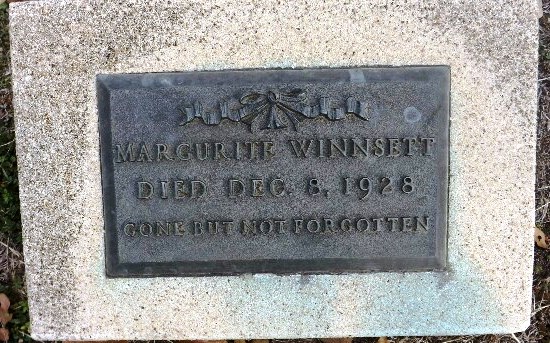 MARGURITE WINNSETT
DIED DEC. 8, 1928
GONE BUT NOT FORGOTTEN